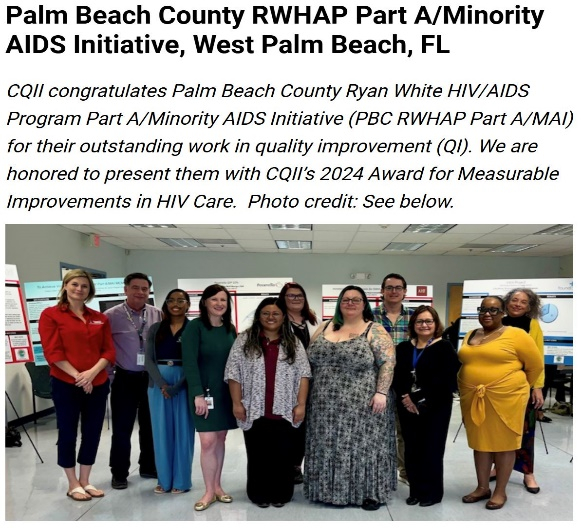 Palm Beach County RWHAP Part A/Minority
AIDS Initiative, West Palm Beach, FL
CQII congratulates Palm Beach County Ryan White HIV/AIDS
Program Part A/Minority AIDS Initiative (PBC RWHAP Part A/MAI)
for their outstanding work in quality improvement (QI). We are
honored to present them with CQII's 2024 Award for Measurable
Improvements in HIV Care.  Photo credit: See below.